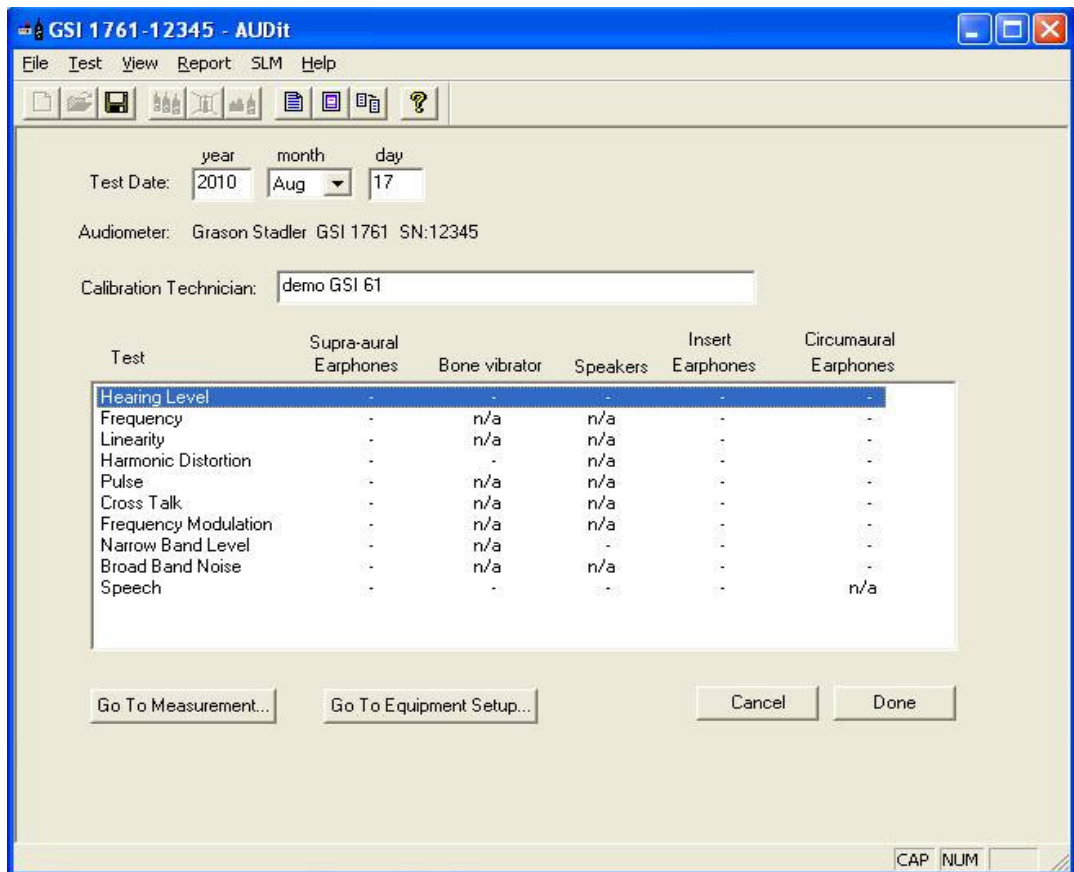 GSI 1761-12345 - AUDit
File Test View Report SLM Help
year month day
Test Date: 2010 Aug 17
Audiometer: Grason Stadler GSI 1761 SN:12345
Calibration Technician: demo GSI 61
Test Supra-aural Earphones Bone vibrator Speakers Insert Earphones Circumaural Earphones
Hearing Level - - - - -
Frequency - n/a n/a - -
Linearity - n/a n/a - -
Harmonic Distortion - - n/a - -
Pulse - n/a n/a - -
Cross Talk - n/a n/a - -
Frequency Modulation - n/a n/a - -
Narrow Band Level - n/a - - -
Broad Band Noise - n/a n/a - -
Speech - - - - n/a
Go To Measurement... Go To Equipment Setup... Cancel Done
CAP NUM